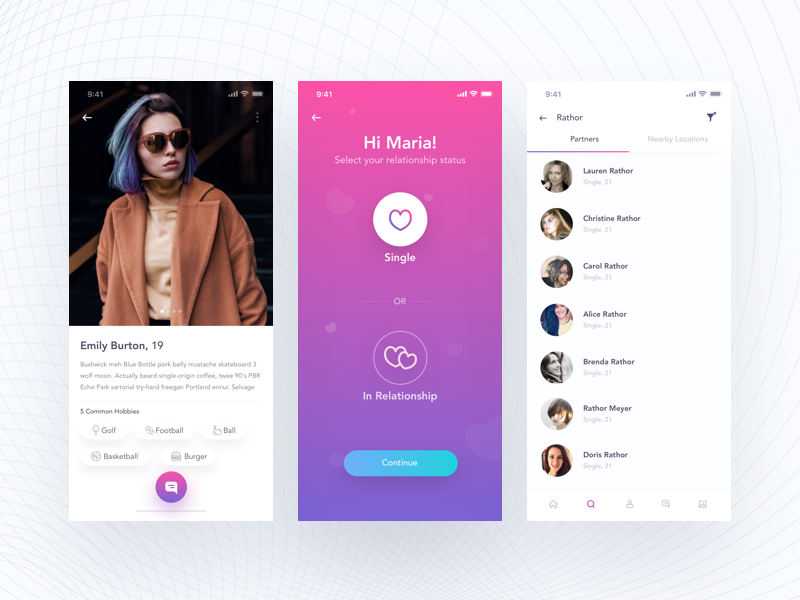 9:41
Emily Burton, 19
Bushwick meh Blue Bottle pork belly mustache skateboard 3
wolf moon. Actually beard single-origin coffee, twee 90's PBR
Echo Park sartorial try-hard freegan Portland ennui. Selvage
5 Common Hobbies
Golf
Football
Ball
Basketball
Burger
9:41
Hi Maria!
Select your relationship status
Single
OR
In Relationship
Continue
9:41
Rathor
Partners
Nearby Locations
Lauren Rathor
Single, 21
Christine Rathor
Single, 21
Carol Rathor
Single, 21
Alice Rathor
Single, 21
Brenda Rathor
Single, 21
Rathor Meyer
Single, 21
Doris Rathor
Single, 21